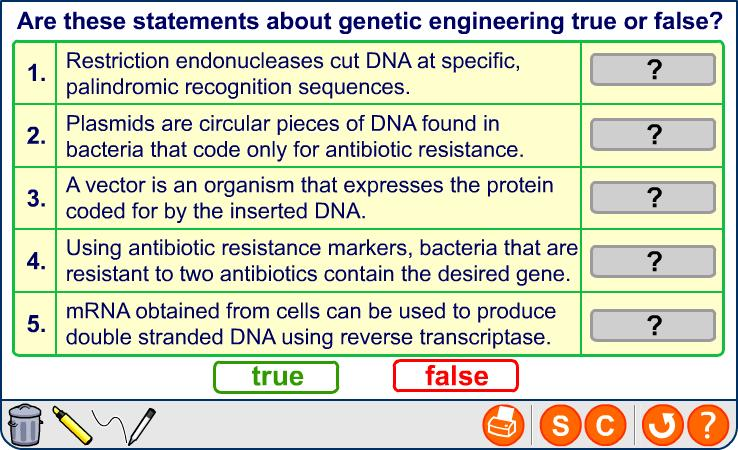 Are these statements about genetic engineering true or false?
1. Restriction endonucleases cut DNA at specific,
palindromic recognition sequences.
?
2. Plasmids are circular pieces of DNA found in
bacteria that code only for antibiotic resistance.
?
3. A vector is an organism that expresses the protein
coded for by the inserted DNA.
?
4. Using antibiotic resistance markers, bacteria that are
resistant to two antibiotics contain the desired gene.
?
5. mRNA obtained from cells can be used to produce
double stranded DNA using reverse transcriptase.
?
true false
S C ?